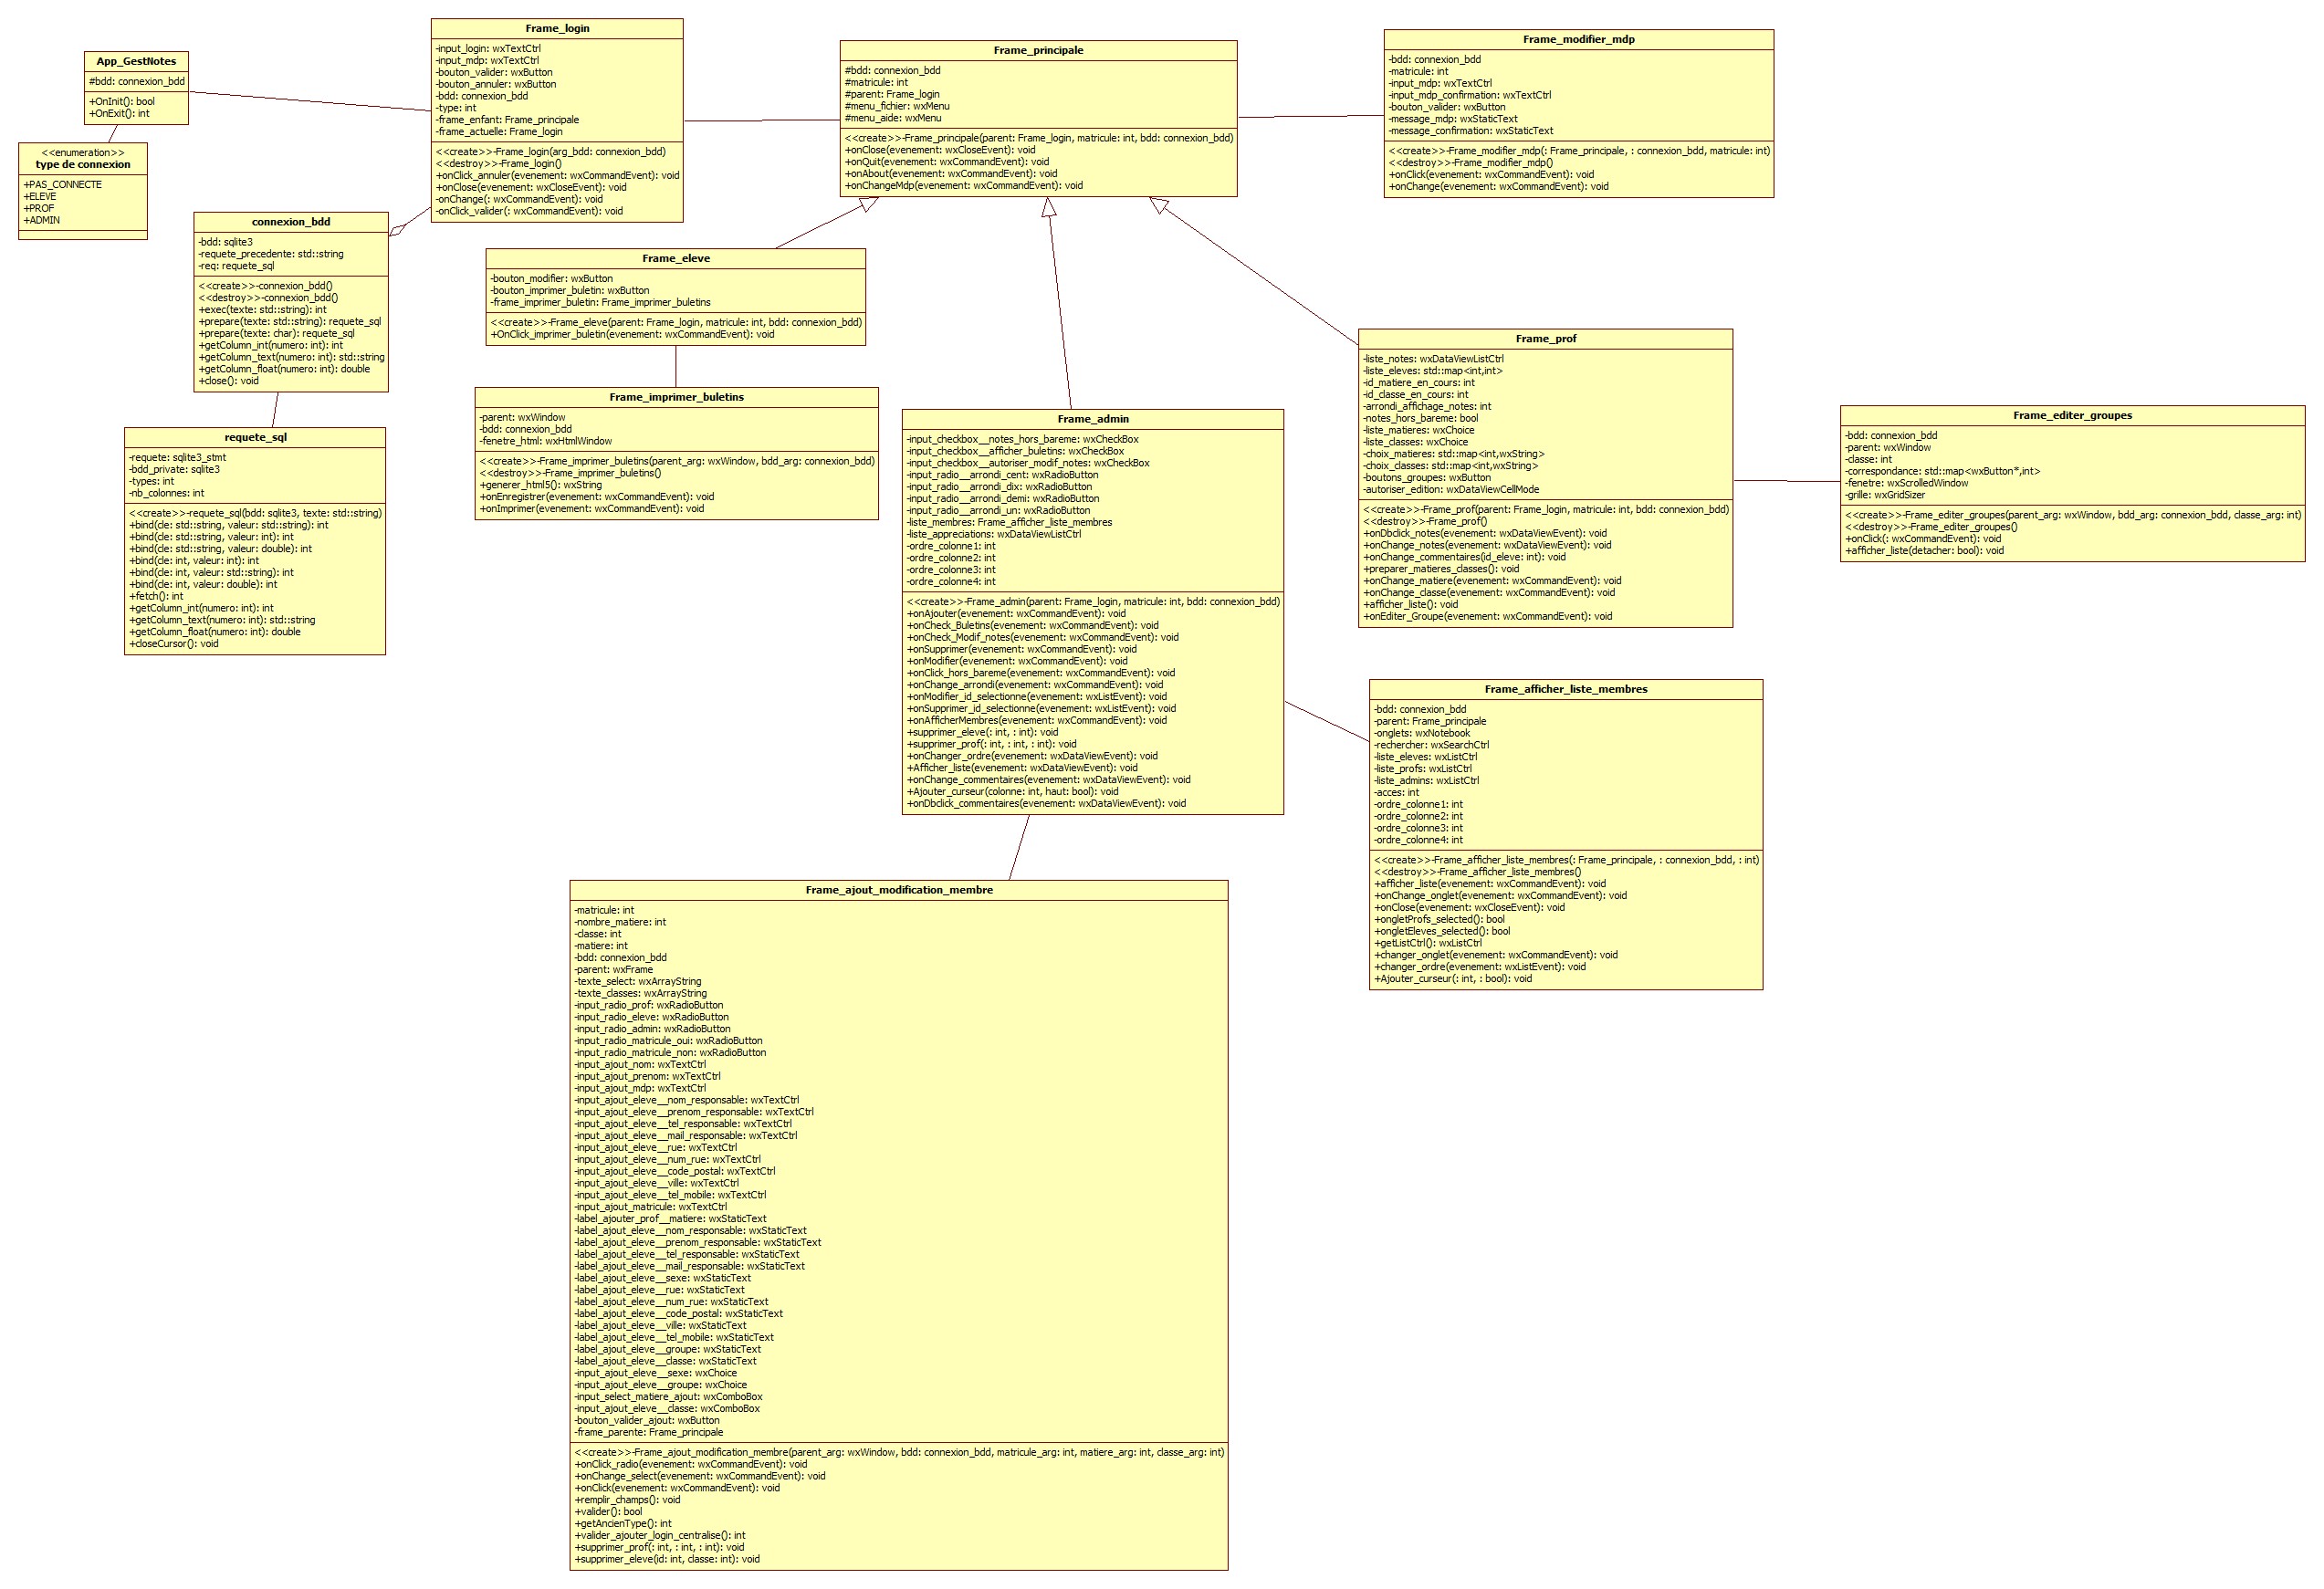 App_GestNotes
#bdd: connexion_bdd
+OnInit(): bool
+OnExit(): int
<<enumeration>>
type de connexion
+PAS_CONNECTE
+ELEVE
+PROF
+ADMIN
Frame_login
-input_login: wxTextCtrl
-input_mdp: wxTextCtrl
-bouton_valider: wxButton
-bouton_annuler: wxButton
-bdd: connexion_bdd
-type: int
-frame_enfant: Frame_principale
-frame_actuelle: Frame_login
<<create>>-Frame_login(arg_bdd: connexion_bdd)
<<destroy>>-Frame_login()
+onClick_annuler(evenement: wxCommandEvent): void
+onClose(evenement: wxCloseEvent): void
-onChange(: wxCommandEvent): void
-onClick_valider(: wxCommandEvent): void
Frame_principale
#bdd: connexion_bdd
#matricule: int
#parent: Frame_login
#menu_fichier: wxMenu
#menu_aide: wxMenu
<<create>>-Frame_principale(parent: Frame_login, matricule: int, bdd: connexion_bdd)
+onClose(evenement: wxCloseEvent): void
+onQuit(evenement: wxCommandEvent): void
+onAbout(evenement: wxCommandEvent): void
+onChangeMdp(evenement: wxCommandEvent): void
Frame_modifier_mdp
-bdd: connexion_bdd
-matricule: int
-input_mdp: wxTextCtrl
-input_mdp_confirmation: wxTextCtrl
-bouton_valider: wxButton
-message_mdp: wxStaticText
-message_confirmation: wxStaticText
<<create>>-Frame_modifier_mdp(: Frame_principale, : connexion_bdd, matricule: int)
<<destroy>>-Frame_modifier_mdp()
+onClick(evenement: wxCommandEvent): void
+onChange(evenement: wxCommandEvent): void
connexion_bdd
-bdd: sqlite3
-requete_precedente: std::string
-req: requete_sql
<<create>>-connexion_bdd()
<<destroy>>-connexion_bdd()
+exec(texte: std::string): int
+prepare(texte: std::string): requete_sql
+prepare(texte: char): requete_sql
+getColumn_int(numero: int): int
+getColumn_text(numero: int): std::string
+getColumn_float(numero: int): double
+close(): void
requete_sql
-requete: sqlite3_stmt
-bdd_private: sqlite3
-types: int
-nb_colonnes: int
<<create>>-requete_sql(bdd: sqlite3, texte: std::string)
+bind(cle: std::string, valeur: std::string): int
+bind(cle: std::string, valeur: int): int
+bind(cle: std::string, valeur: double): int
+bind(cle: int, valeur: int): int
+bind(cle: int, valeur: std::string): int
+bind(cle: int, valeur: double): int
+fetch(): int
+getColumn_int(numero: int): int
+getColumn_text(numero: int): std::string
+getColumn_float(numero: int): double
+closeCursor(): void
Frame_eleve
-bouton_modifier: wxButton
-bouton_imprimer_buletin: wxButton
-frame_imprimer_buletin: Frame_imprimer_buletins
<<create>>-Frame_eleve(parent: Frame_login, matricule: int, bdd: connexion_bdd)
+OnClick_imprimer_buletin(evenement: wxCommandEvent): void
Frame_imprimer_buletins
-parent: wxWindow
-bdd: connexion_bdd
-fenetre_html: wxHtmlWindow
<<create>>-Frame_imprimer_buletins(parent_arg: wxWindow, bdd_arg: connexion_bdd)
<<destroy>>-Frame_imprimer_buletins()
+generer_html5(): wxString
+onEnregistrer(evenement: wxCommandEvent): void
+onImprimer(evenement: wxCommandEvent): void
Frame_admin
-input_checkbox__notes_hors_bareme: wxCheckBox
-input_checkbox__afficher_buletins: wxCheckBox
-input_checkbox__autoriser_modif_notes: wxCheckBox
-input_radio__arrondi_cent: wxRadioButton
-input_radio__arrondi_dix: wxRadioButton
-input_radio__arrondi_demi: wxRadioButton
-input_radio__arrondi_un: wxRadioButton
-liste_membres: Frame_afficher_liste_membres
-liste_appreciations: wxDataViewListCtrl
-ordre_colonne1: int
-ordre_colonne2: int
-ordre_colonne3: int
-ordre_colonne4: int
<<create>>-Frame_admin(parent: Frame_login, matricule: int, bdd: connexion_bdd)
+onAjouter(evenement: wxCommandEvent): void
+onCheck_Buletins(evenement: wxCommandEvent): void
+onCheck_Modif_notes(evenement: wxCommandEvent): void
+onSupprimer(evenement: wxCommandEvent): void
+onModifier(evenement: wxCommandEvent): void
+onClick_hors_bareme(evenement: wxCommandEvent): void
+onChange_arrondi(evenement: wxCommandEvent): void
+onModifier_id_selectionne(evenement: wxListEvent): void
+onSupprimer_id_selectionne(evenement: wxListEvent): void
+onAfficherMembres(evenement: wxCommandEvent): void
+supprimer_eleve(: int, : int): void
+supprimer_prof(: int, : int, : int): void
+onChanger_ordre(evenement: wxDataViewEvent): void
+Afficher_liste(evenement: wxDataViewEvent): void
+onChange_commentaires(evenement: wxDataViewEvent): void
+Ajouter_curseur(colonne: int, haut: bool): void
+onDbclick_commentaires(evenement: wxDataViewEvent): void
Frame_prof
-liste_notes: wxDataViewListCtrl
-liste_eleves: std::map<int,int>
-id_matiere_en_cours: int
-id_classe_en_cours: int
-arrondi_affichage_notes: int
-notes_hors_bareme: bool
-liste_matieres: wxChoice
-liste_classes: wxChoice
-choix_matieres: std::map<int,wxString>
-choix_classes: std::map<int,wxString>
-boutons_groupes: wxButton
-autoriser_edition: wxDataViewCellMode
<<create>>-Frame_prof(parent: Frame_login, matricule: int, bdd: connexion_bdd)
<<destroy>>-Frame_prof()
+onDbclick_notes(evenement: wxDataViewEvent): void
+onChange_notes(evenement: wxDataViewEvent): void
+onChange_commentaires(id_eleve: int): void
+preparer_matieres_classes(): void
+onChange_matiere(evenement: wxCommandEvent): void
+onChange_classe(evenement: wxCommandEvent): void
+afficher_liste(): void
+onEditer_Groupe(evenement: wxCommandEvent): void
Frame_editer_groupes
-bdd: connexion_bdd
-parent: wxWindow
-classe: int
-correspondance: std::map<wxButton*,int>
-fenetre: wxScrolledWindow
-grille: wxGridSizer
<<create>>-Frame_editer_groupes(parent_arg: wxWindow, bdd_arg: connexion_bdd, classe_arg: int)
<<destroy>>-Frame_editer_groupes()
+onClick(: wxCommandEvent): void
+afficher_liste(detacher: bool): void
Frame_afficher_liste_membres
-bdd: connexion_bdd
-parent: Frame_principale
-onglets: wxNotebook
-rechercher: wxSearchCtrl
-liste_eleves: wxListCtrl
-liste_profs: wxListCtrl
-liste_admins: wxListCtrl
-acces: int
-ordre_colonne1: int
-ordre_colonne2: int
-ordre_colonne3: int
-ordre_colonne4: int
<<create>>-Frame_afficher_liste_membres(: Frame_principale, : connexion_bdd, : int)
<<destroy>>-Frame_afficher_liste_membres()
+afficher_liste(evenement: wxCommandEvent): void
+onChange_onglet(evenement: wxCommandEvent): void
+onClose(evenement: wxCloseEvent): void
+ongletProfs_selected(): bool
+ongletEleves_selected(): bool
+getListCtrl(): wxListCtrl
+changer_onglet(evenement: wxCommandEvent): void
+changer_ordre(evenement: wxListEvent): void
+Ajouter_curseur(: int, : bool): void
Frame_ajout_modification_membre
-matricule: int
-nombre_matiere: int
-classe: int
-matiere: int
-bdd: connexion_bdd
-parent: wxFrame
-texte_select: wxArrayString
-texte_classes: wxArrayString
-input_radio_prof: wxRadioButton
-input_radio_eleve: wxRadioButton
-input_radio_admin: wxRadioButton
-input_radio_matricule_oui: wxRadioButton
-input_radio_matricule_non: wxRadioButton
-input_ajout_nom: wxTextCtrl
-input_ajout_prenom: wxTextCtrl
-input_ajout_mdp: wxTextCtrl
-input_ajout_eleve__nom_responsable: wxTextCtrl
-input_ajout_eleve__prenom_responsable: wxTextCtrl
-input_ajout_eleve__tel_responsable: wxTextCtrl
-input_ajout_eleve__mail_responsable: wxTextCtrl
-input_ajout_eleve__rue: wxTextCtrl
-input_ajout_eleve__num_rue: wxTextCtrl
-input_ajout_eleve__code_postal: wxTextCtrl
-input_ajout_eleve__ville: wxTextCtrl
-input_ajout_eleve__tel_mobile: wxTextCtrl
-input_ajout_matricule: wxTextCtrl
-label_ajouter_prof__matiere: wxStaticText
-label_ajout_eleve__nom_responsable: wxStaticText
-label_ajout_eleve__prenom_responsable: wxStaticText
-label_ajout_eleve__tel_responsable: wxStaticText
-label_ajout_eleve__mail_responsable: wxStaticText
-label_ajout_eleve__sexe: wxStaticText
-label_ajout_eleve__rue: wxStaticText
-label_ajout_eleve__num_rue: wxStaticText
-label_ajout_eleve__code_postal: wxStaticText
-label_ajout_eleve__ville: wxStaticText
-label_ajout_eleve__tel_mobile: wxStaticText
-label_ajout_eleve__groupe: wxStaticText
-label_ajout_eleve__classe: wxStaticText
-input_ajout_eleve__sexe: wxChoice
-input_ajout_eleve__groupe: wxChoice
-input_select_matiere_ajout: wxComboBox
-input_ajout_eleve__classe: wxComboBox
-bouton_valider_ajout: wxButton
-frame_parente: Frame_principale
<<create>>-Frame_ajout_modification_membre(parent_arg: wxWindow, bdd: connexion_bdd, matricule_arg: int, matiere_arg: int, classe_arg: int)
+onClick_radio(evenement: wxCommandEvent): void
+onChange_select(evenement: wxCommandEvent): void
+onClick(evenement: wxCommandEvent): void
+remplir_champs(): void
+valider(): bool
+getAncienType(): int
+valider_ajouter_login_centralise(): int
+supprimer_prof(: int, : int, : int): void
+supprimer_eleve(id: int, classe: int): void